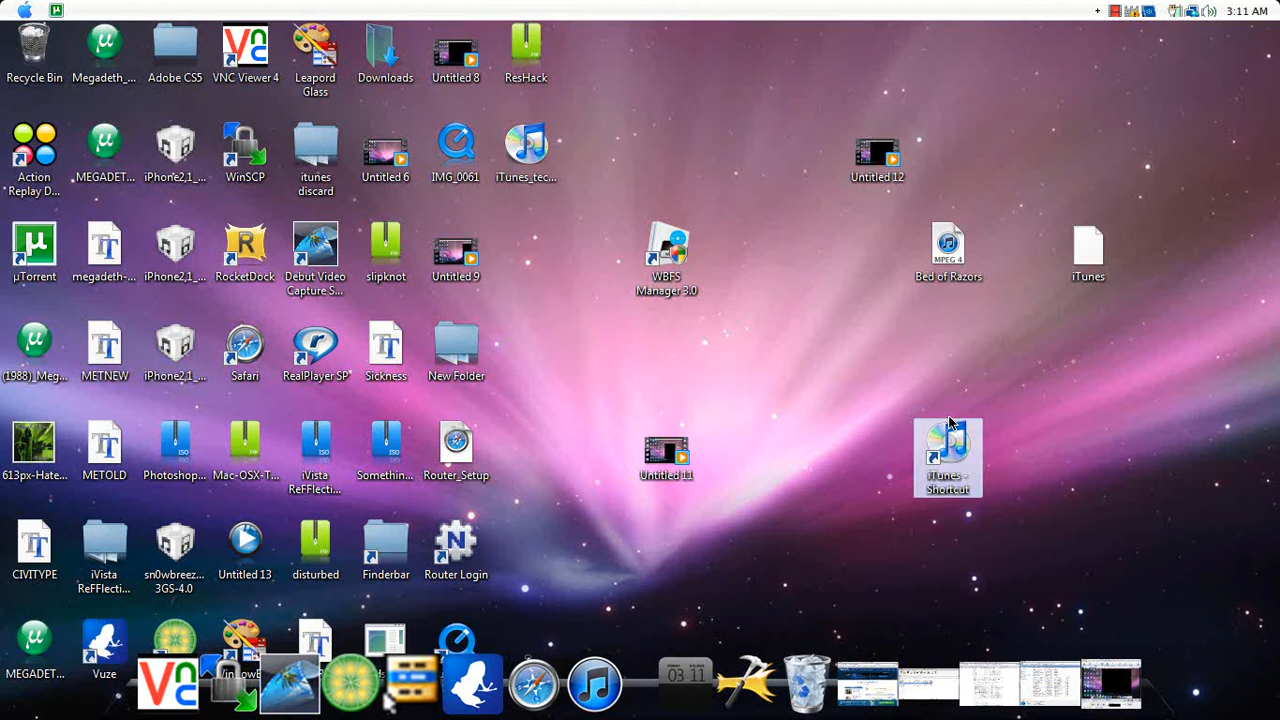 + 3:11 AM
Recycle Bin Megadeth_... Adobe CS5 VNC Viewer 4 Leapord Glass Downloads Untitled 8 ResHack
Action Replay D... MEGADET... iPhone2,1_... WinSCP itunes discard Untitled 6 IMG_0061 iTunes_tec... Untitled 12
µTorrent megadeth-... iPhone2,1_... RocketDock Debut Video Capture S... slipknot Untitled 9 WBFS Manager 3.0 Bed of Razors iTunes
MPEG 4
(1988)_Meg... METNEW iPhone2,1_... Safari RealPlayer SP Sickness New Folder
613px-Hate... METOLD Photoshop... Mac-OSX-T... iVista ReFFlecti... Somethin... Router_Setup Untitled 11 iTunes - Shortcut
CIVITYPE iVista ReFFlecti... sn0wbreez... 3GS-4.0 Untitled 13 disturbed Finderbar Router Login
MEGADET... Vuze
03 11